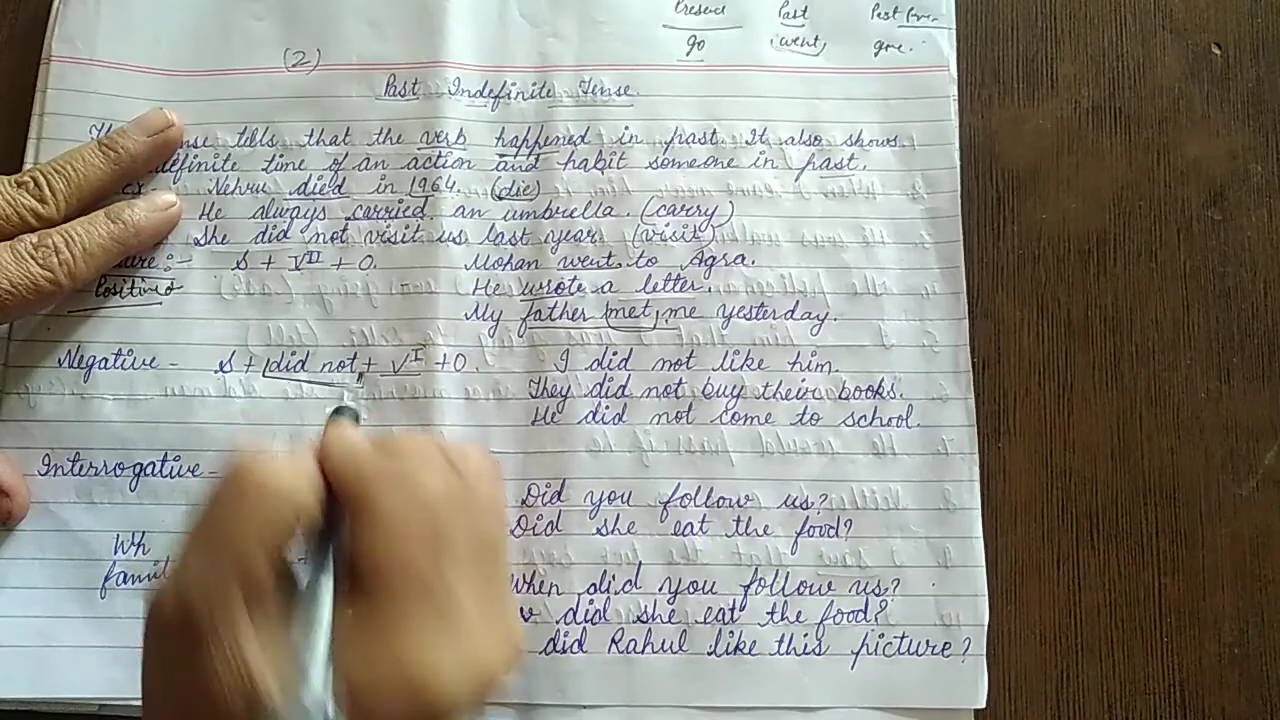 Present Past Past
go went gone.
(2)
Past Indefinite Tense.
tells that the verb happened in past. It also shows
definite time of an action and habit someone in past.
Ex- Nehru died in 1964. (die)
He always carried an umbrella. (carry)
She did not visit us last year (visit)
S + VII + O. Mohan went to Agra.
Positive He wrote a letter.
My father met me yesterday.
Negative - S + did not + VI + O. I did not like him.
They did not buy their books.
He did not come to school.
Interrogative -
Did you follow us?
Did she eat the food?
Wh
When did you follow us?
did she eat the food?
did Rahul like this picture?